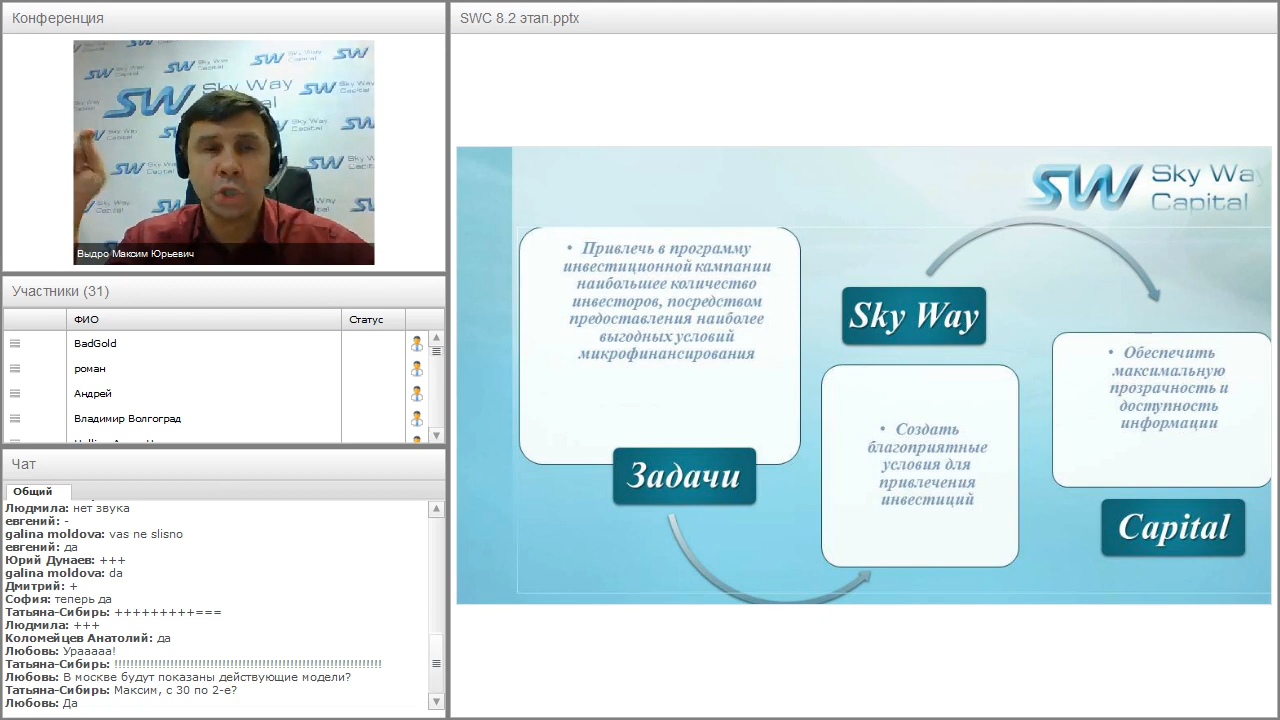 Конференция
SW
Sky Way
Capital
Выдро Максим Юрьевич
Участники (31)
ФИО
Статус
BadGold
роман
Андрей
Владимир Волгоград
Чат
Общий
Людмила: нет звука
евгений: -
galina moldova: vas ne slisno
евгений: да
Юрий Дунаев: +++
galina moldova: da
Дмитрий: +
София: теперь да
Татьяна-Сибирь: ++++++++++===
Людмила: +++
Коломейцев Анатолий: да
Любовь: Урааааа!
Татьяна-Сибирь: !!!!!!!!!!!!!!!!!!!!!!!!!!!!!!!!!!!!!!!!!!!!!!!!!!!!!!!!!!!!!!!!!!!
Любовь: В москве будут показаны действующие модели?
Татьяна-Сибирь: Максим, с 30 по 2-е?
Любовь: Да
SWC 8.2 этап.pptx
SW
Sky Way
Capital
• Привлечь в программу
инвестиционной кампании
наибольшее количество
инвесторов, посредством
предоставления наиболее
выгодных условий
микрофинансирования
Задачи
Sky Way
• Создать
благоприятные
условия для
привлечения
инвестиций
• Обеспечить
максимальную
прозрачность и
доступность
информации
Capital